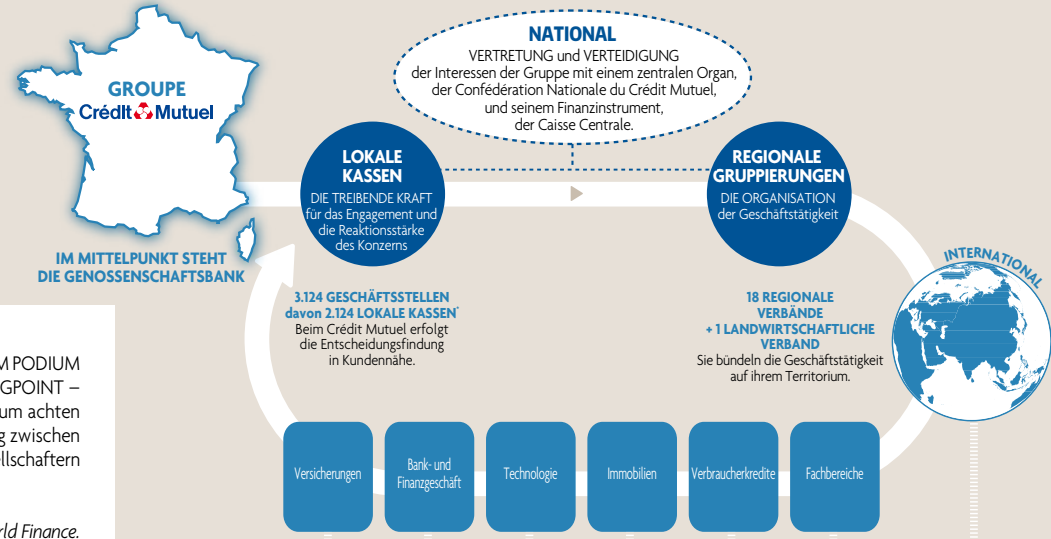 GROUPE
Crédit Mutuel
IM MITTELPUNKT STEHT
DIE GENOSSENSCHAFTSBANK
NATIONAL
VERTRETUNG und VERTEIDIGUNG
der Interessen der Gruppe mit einem zentralen Organ,
der Confédération Nationale du Crédit Mutuel,
und seinem Finanzinstrument,
der Caisse Centrale.
LOKALE
KASSEN
DIE TREIBENDE KRAFT
für das Engagement und
die Reaktionsstärke
des Konzerns
REGIONALE
GRUPPIERUNGEN
DIE ORGANISATION
der Geschäftstätigkeit
INTERNATIONAL
3.124 GESCHÄFTSSTELLEN
davon 2.124 LOKALE KASSEN*
Beim Crédit Mutuel erfolgt
die Entscheidungsfindung
in Kundennähe.
18 REGIONALE
VERBÄNDE
+ 1 LANDWIRTSCHAFTLICHE
VERBAND
Sie bündeln die Geschäftstätigkeit
auf ihrem Territorium.
M PODIUM
GPOINT –
um achten
g zwischen
ellschaftern
rld Finance.
Versicherungen
Bank- und
Finanzgeschäft
Technologie
Immobilien
Verbraucherkredite
Fachbereiche